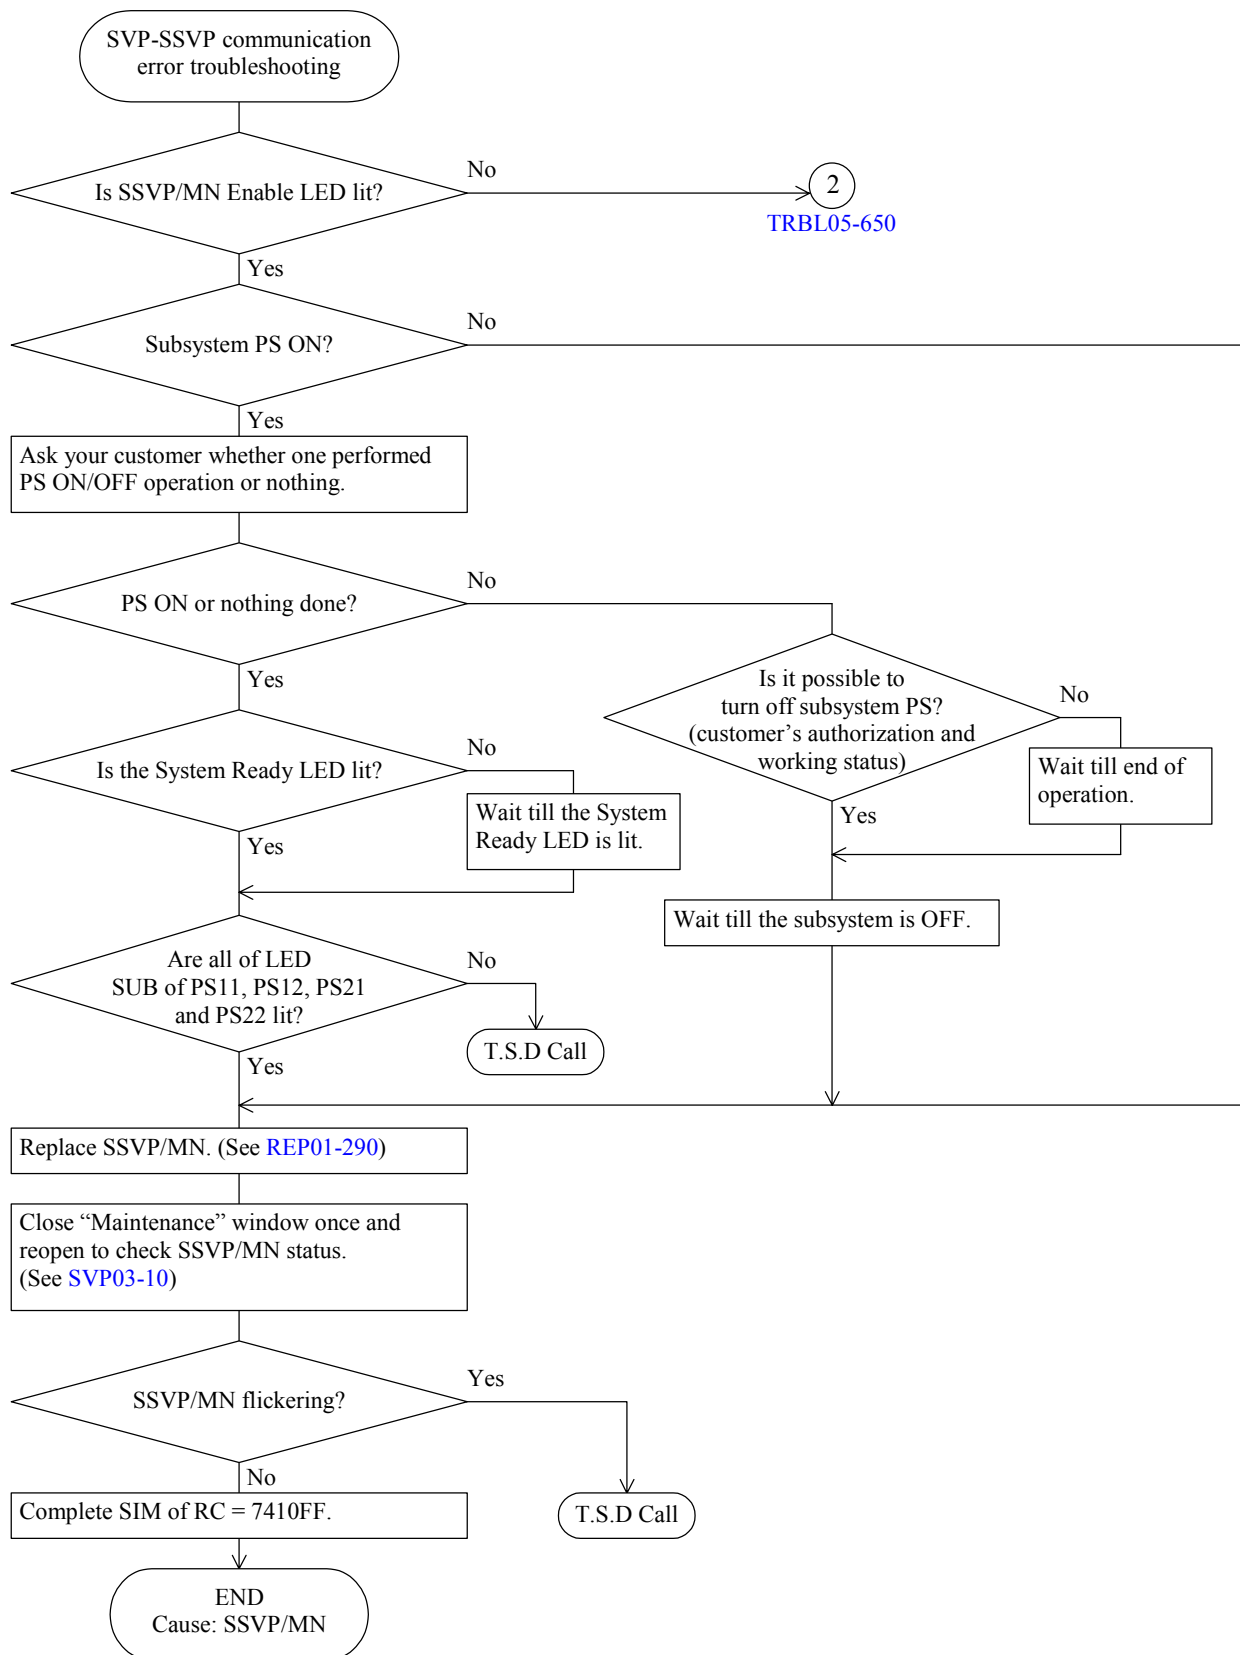 SVP-SSVP communication
error troubleshooting
Is SSVP/MN Enable LED lit?
No
2
TRBL05-650
Yes
Subsystem PS ON?
No
Yes
Ask your customer whether one performed
PS ON/OFF operation or nothing.
PS ON or nothing done?
No
Yes
Is it possible to
turn off subsystem PS?
(customer's authorization and
working status)
No
Wait till end of
operation.
Yes
Wait till the subsystem is OFF.
Is the System Ready LED lit?
No
Wait till the System
Ready LED is lit.
Yes
Are all of LED
SUB of PS11, PS12, PS21
and PS22 lit?
No
T.S.D Call
Yes
Replace SSVP/MN. (See REP01-290)
Close “Maintenance” window once and
reopen to check SSVP/MN status.
(See SVP03-10)
SSVP/MN flickering?
Yes
T.S.D Call
No
Complete SIM of RC = 7410FF.
END
Cause: SSVP/MN